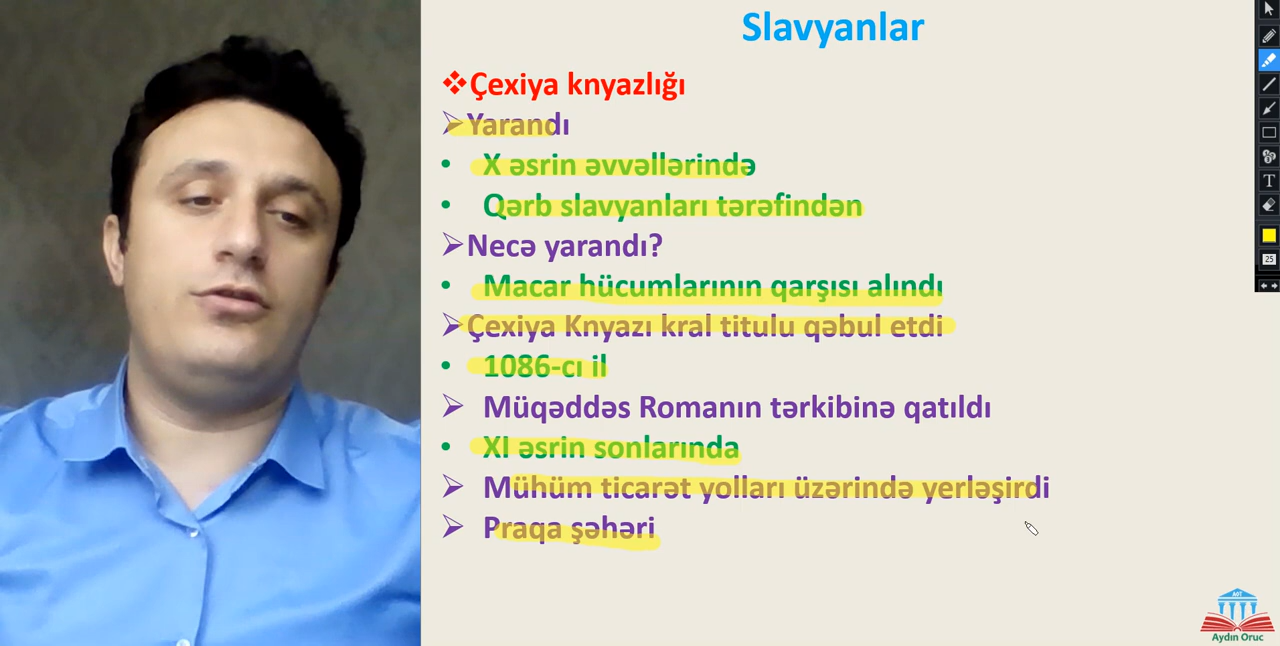 Slavyanlar
❖Çexiya knyazlığı
➢Yarandı
• X əsrin əvvəllərində
• Qərb slavyanları tərəfindən
➢Necə yarandı?
• Macar hücumlarının qarşısı alındı
➢Çexiya Knyazı kral titulu qəbul etdi
• 1086-cı il
➢ Müqəddəs Romanın tərkibinə qatıldı
• XI əsrin sonlarında
➢ Mühüm ticarət yolları üzərində yerləşirdi
➢ Praqa şəhəri
T
25
AOT
Aydın Oruc